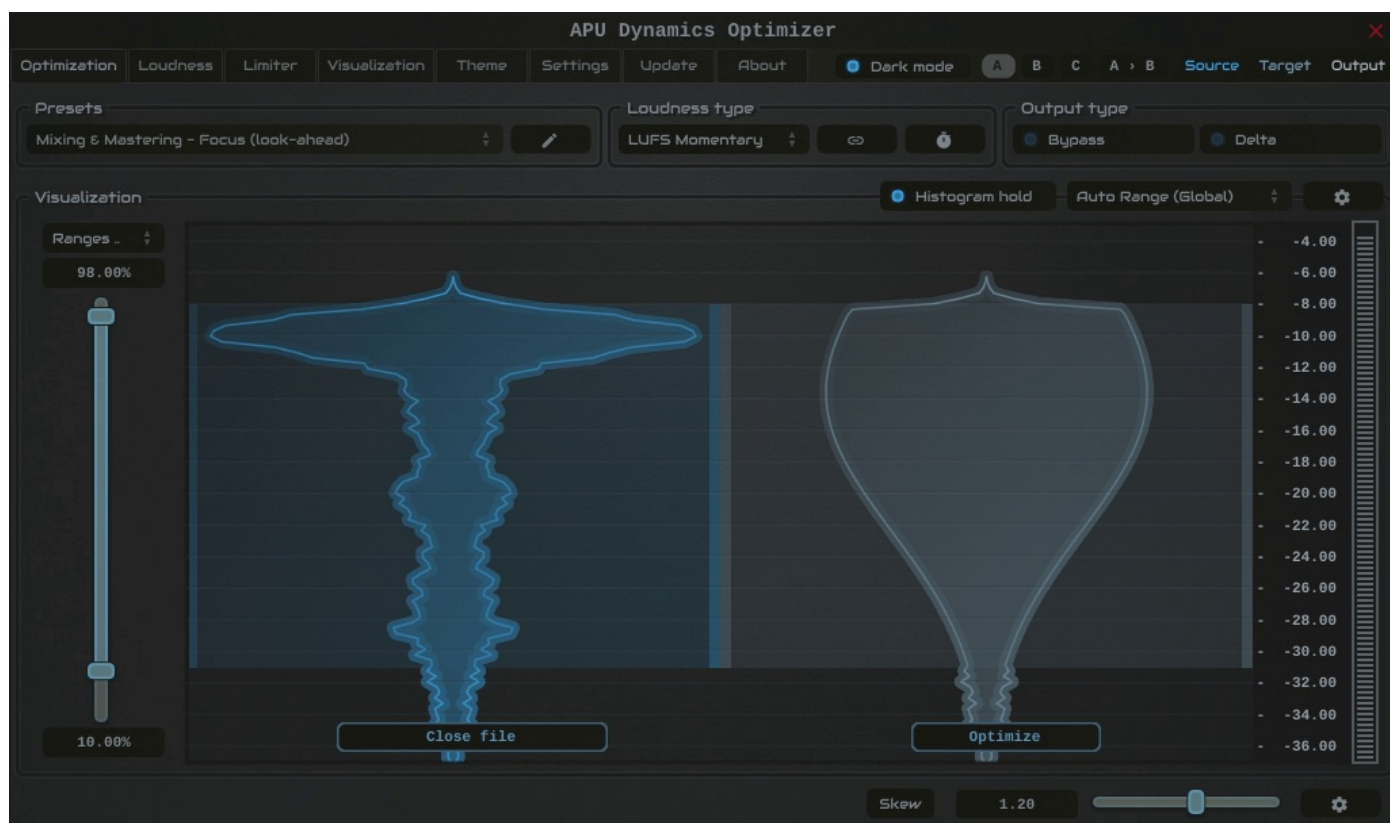 APU Dynamics Optimizer
Optimization Loudness Limiter Visualization Theme Settings Update About Dark mode A B C A › B Source Target Output
Presets Loudness type Output type
Mixing & Mastering - Focus (look-ahead) LUFS Momentary Bypass Delta
Visualization Histogram hold Auto Range (Global)
Ranges ..
98.00%
- -4.00
- -6.00
- -8.00
- -10.00
- -12.00
- -14.00
- -16.00
- -18.00
- -20.00
- -22.00
- -24.00
- -26.00
- -28.00
- -30.00
- -32.00
- -34.00
- -36.00
10.00% Close file Optimize
Skew 1.20